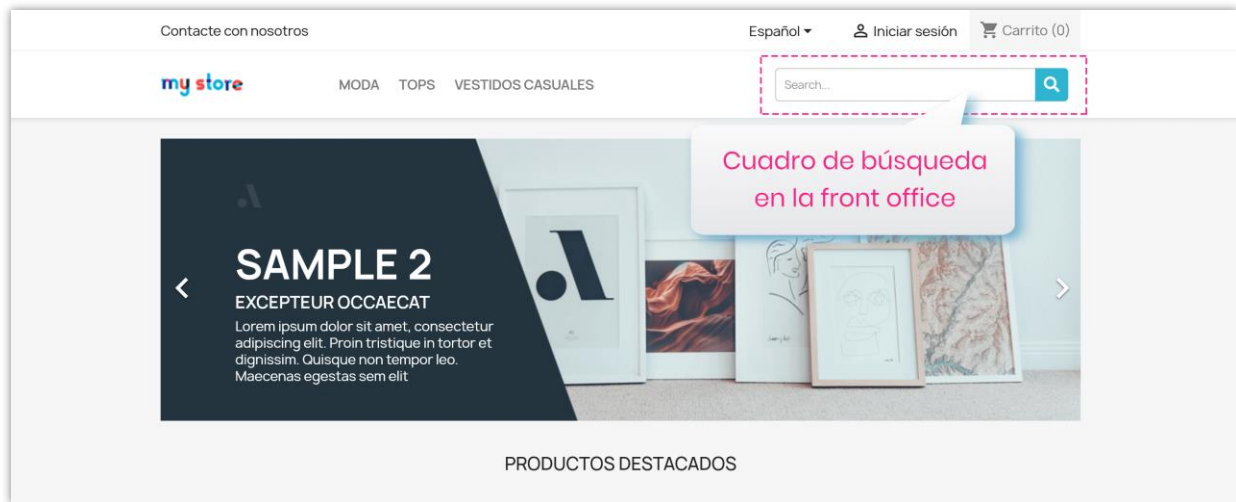 Contacte con nosotros
Español
Iniciar sesión
Carrito (0)
my store
MODA TOPS VESTIDOS CASUALES
Search...
Cuadro de búsqueda
en la front office
SAMPLE 2
EXCEPTEUR OCCAECAT
Lorem ipsum dolor sit amet, consectetur
adipiscing elit. Proin tristique in tortor et
dignissim. Quisque non tempor leo.
Maecenas egestas sem elit
PRODUCTOS DESTACADOS